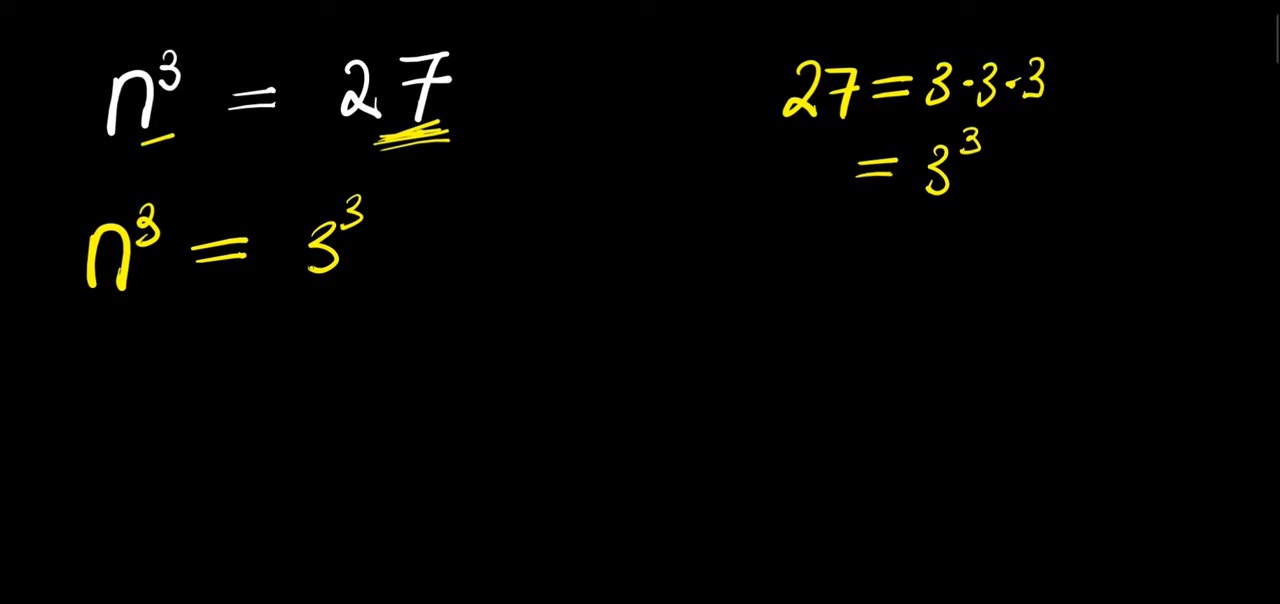 n³ = 27
27 = 3·3·3
= 3³
n³ = 3³